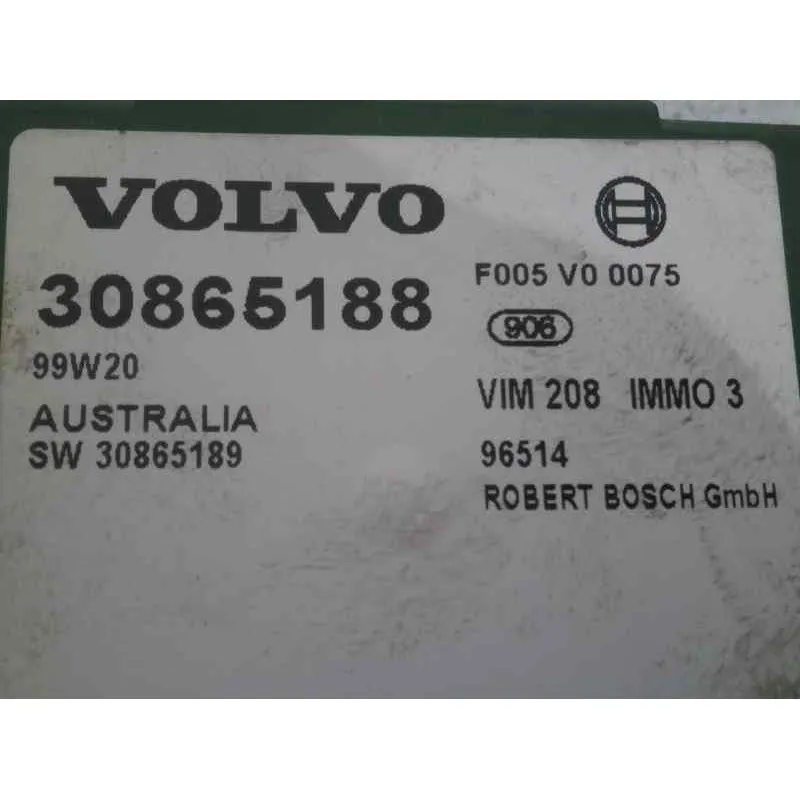 VOLVO
30865188
99W20
AUSTRALIA
SW 30865189
F005 V0 0075
906
VIM 208 IMMO 3
96514
ROBERT BOSCH GmbH